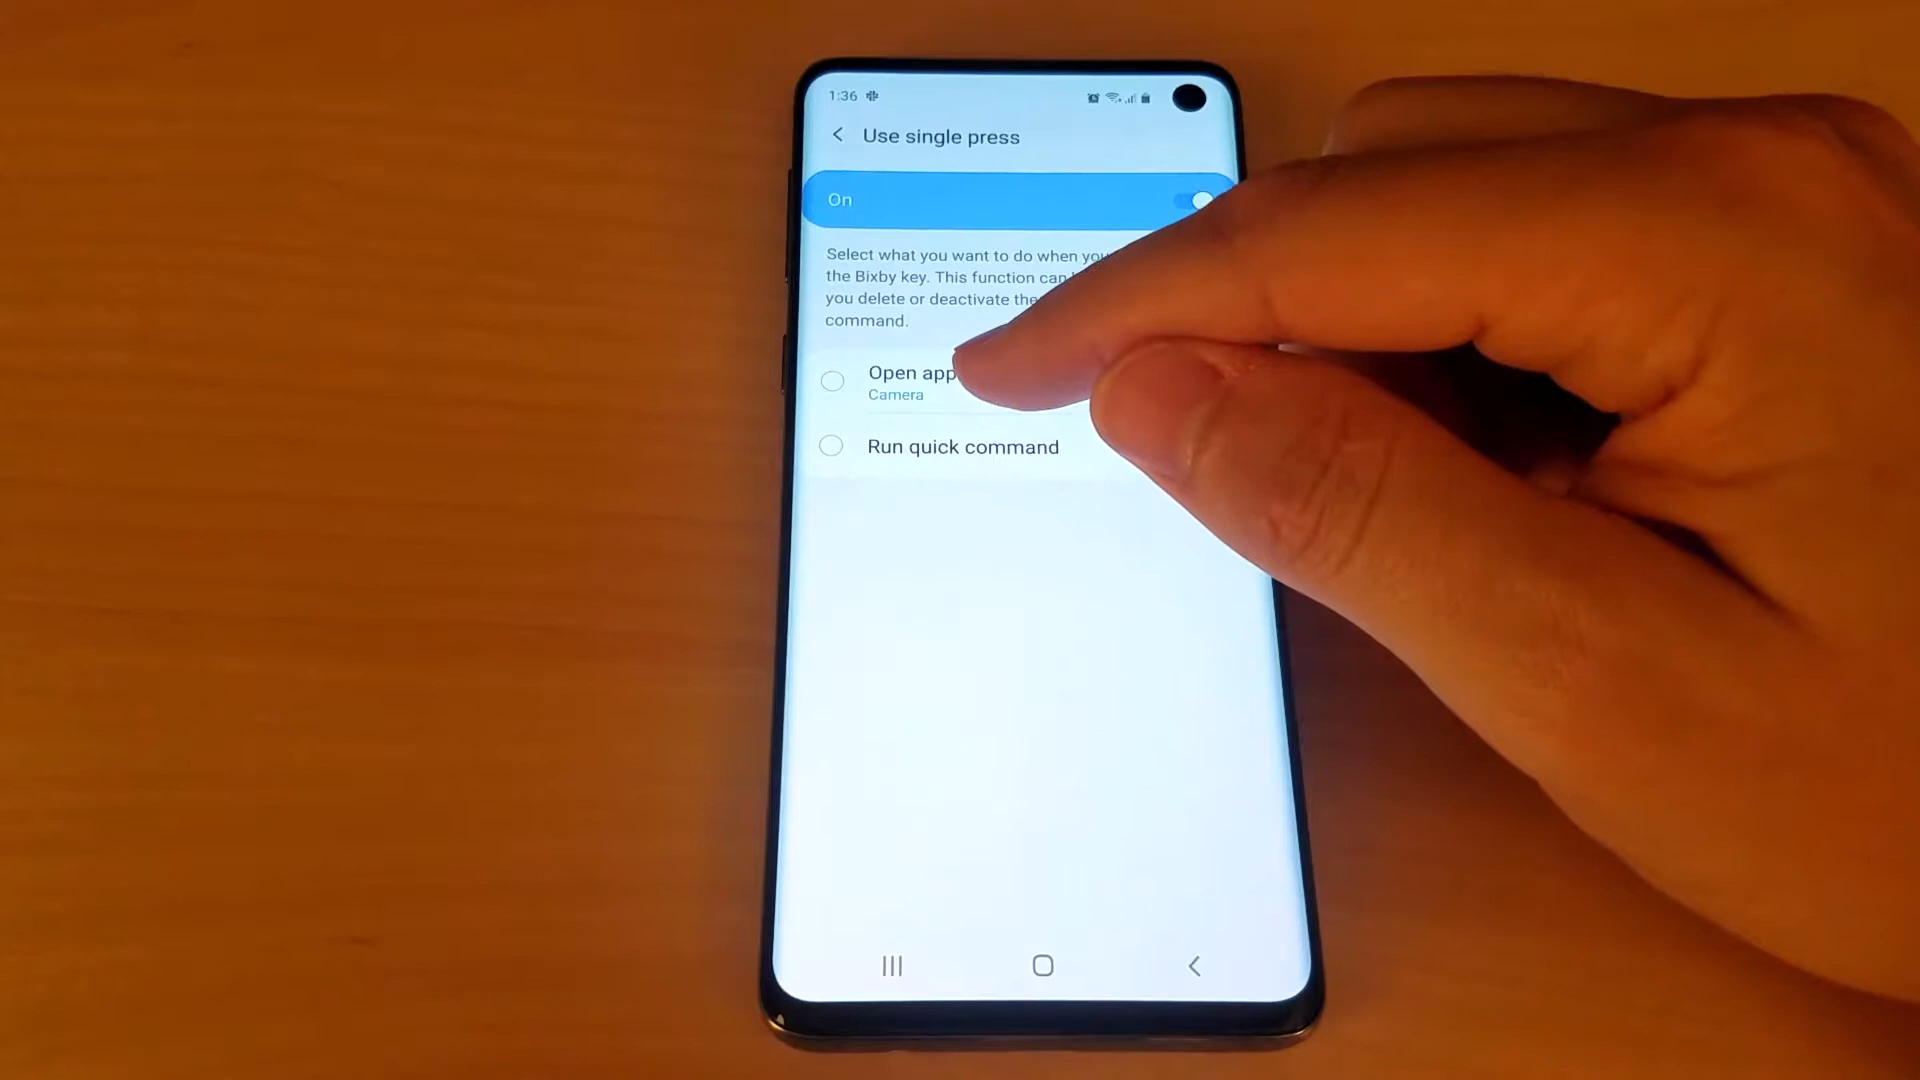 1:36
Use single press
On
Select what you want to do when you
the Bixby key. This function can
you delete or deactivate the
command.
Open app
Camera
Run quick command